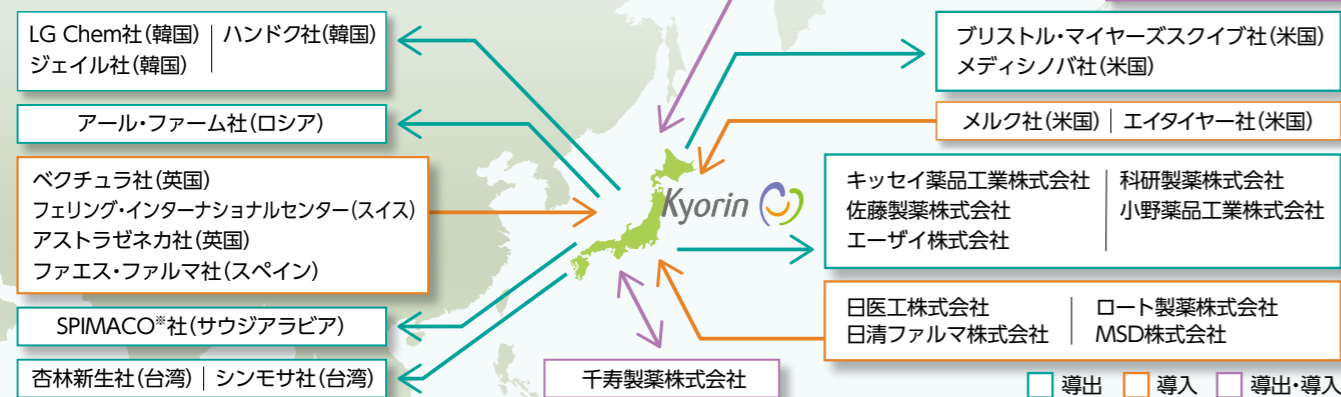 LG Chem社(韓国) | ハンドク社(韓国)
ジェイル社(韓国)
アール・ファーム社(ロシア)
ベクチュラ社(英国)
フェリング・インターナショナルセンター(スイス)
アストラゼネカ社(英国)
ファエス・ファルマ社(スペイン)
SPIMACO※社(サウジアラビア)
杏林新生社(台湾) | シンモサ社(台湾)
Kyorin
千寿製薬株式会社
ブリストル・マイヤーズスクイブ社(米国)
メディシノバ社(米国)
メルク社(米国) | エイタイヤー社(米国)
キッセイ薬品工業株式会社 | 科研製薬株式会社
佐藤製薬株式会社 | 小野薬品工業株式会社
エーザイ株式会社
日医工株式会社 | ロート製薬株式会社
日清ファルマ株式会社 | MSD株式会社
導出 導入 導出・導入